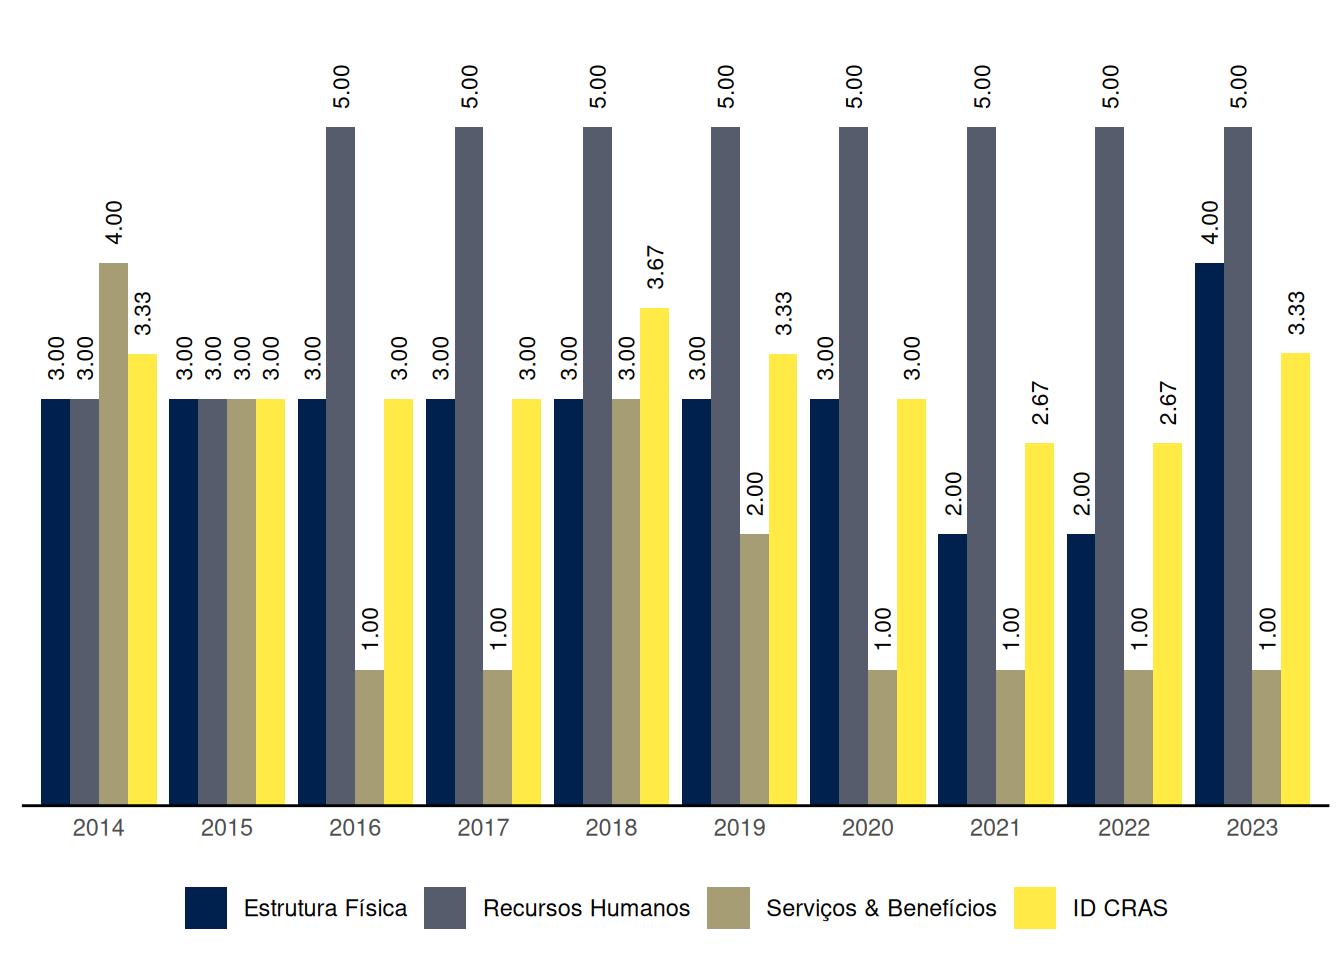 3.00 3.00 4.00 3.33
3.00 3.00 3.00 3.00
3.00 5.00 1.00 3.00
3.00 5.00 1.00 3.00
3.00 5.00 3.00 3.67
3.00 5.00 2.00 3.33
3.00 5.00 1.00 3.00
2.00 5.00 1.00 2.67
2.00 5.00 1.00 2.67
4.00 5.00 1.00 3.33
2014 2015 2016 2017 2018 2019 2020 2021 2022 2023
Estrutura Física Recursos Humanos Serviços & Benefícios ID CRAS